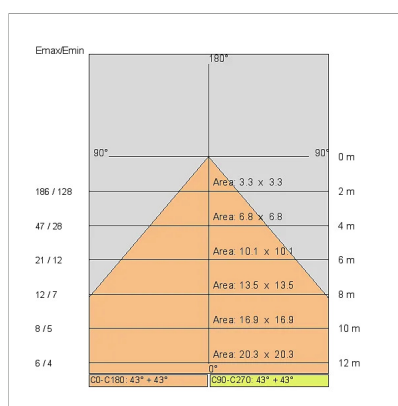 Emax/Emin
180°
90° 90° 0 m
Area: 3.3 x 3.3
186 / 128 2 m
Area: 6.8 x 6.8
47 / 28 4 m
Area: 10.1 x 10.1
21 / 12 6 m
Area: 13.5 x 13.5
12 / 7 8 m
Area: 16.9 x 16.9
8 / 5 10 m
Area: 20.3 x 20.3
6 / 4 12 m
0°
C0-C180: 43° + 43° C90-C270: 43° + 43°